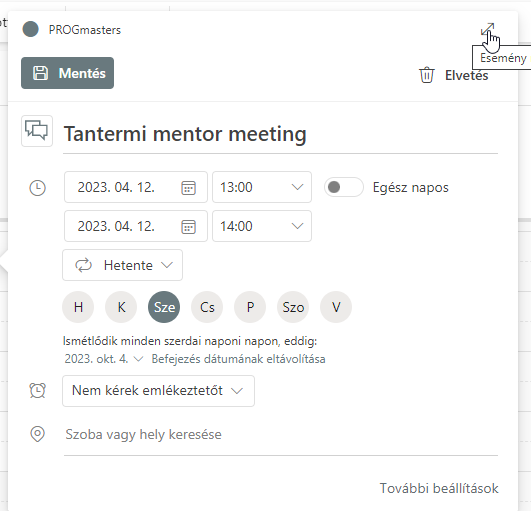 PROGmasters
Esemény
Mentés
Elvetés
Tantermi mentor meeting
2023. 04. 12. 13:00 Egész napos
2023. 04. 12. 14:00
Hetente
H K Sze Cs P Szo V
Ismétlődik minden szerdai naponi napon, eddig:
2023. okt. 4. Befejezés dátumának eltávolítása
Nem kérek emlékeztetőt
Szoba vagy hely keresése
További beállítások